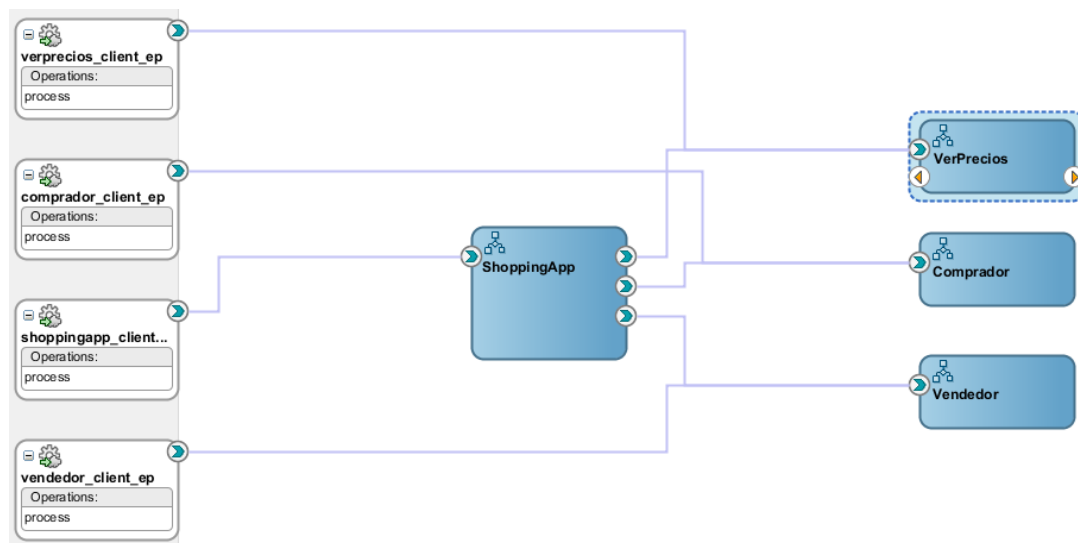 verprecios_client_ep
Operations:
process
VerPrecios
comprador_client_ep
Operations:
process
ShoppingApp
Comprador
shoppingapp_client...
Operations:
process
Vendedor
vendedor_client_ep
Operations:
process